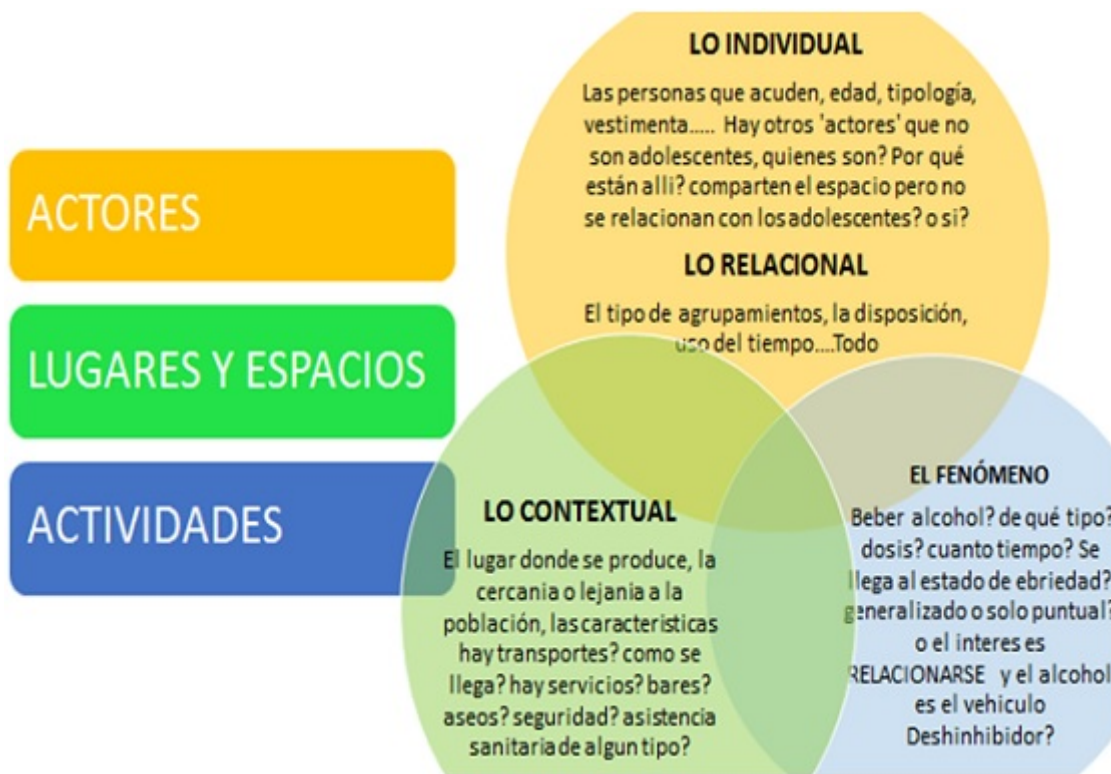 ACTORES
LUGARES Y ESPACIOS
ACTIVIDADES
LO INDIVIDUAL
Las personas que acuden, edad, tipología,
vestimenta..... Hay otros 'actores' que no
son adolescentes, quienes son? Por qué
están alli? comparten el espacio pero no
se relacionan con los adolescentes? o si?
LO RELACIONAL
El tipo de agrupamientos, la disposición,
uso del tiempo....Todo
LO CONTEXTUAL
El lugar donde se produce, la
cercania o lejania a la
población, las caracteristicas
hay transportes? como se
llega? hay servicios? bares?
aseos? seguridad? asistencia
sanitaria de algun tipo?
EL FENÓMENO
Beber alcohol? de qué tipo?
dosis? cuanto tiempo? Se
llega al estado de ebriedad?
generalizado o solo puntual?
o el interes es
RELACIONARSE y el alcohol
es el vehiculo
Deshinhibidor?